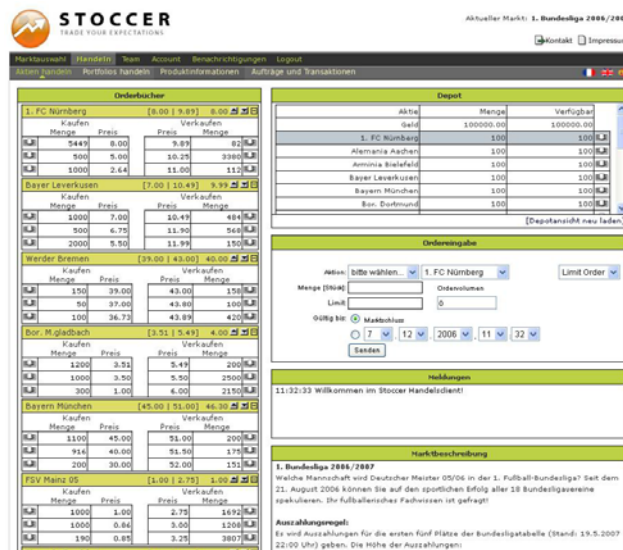 STOCCER
TRADE YOUR EXPECTATIONS
Aktueller Markt: 1. Bundesliga 2006/200
Kontakt Impressu
Marktauswahl Handeln Team Account Benachrichtigungen Logout
Aktien handeln Portfolios handeln Produktinformationen Aufträge und Transaktionen
Orderbücher
1. FC Nürnberg [8.00 | 9.89] 8.00
Kaufen Verkaufen
Menge Preis Preis Menge
5449 8.00 9.89 82
500 5.00 10.25 3380
1000 2.64 11.00 112
Bayer Leverkusen [7.00 | 10.49] 9.99
Kaufen Verkaufen
Menge Preis Preis Menge
1000 7.00 10.49 484
500 6.75 11.90 568
2000 5.50 11.99 150
Werder Bremen [39.00 | 43.00] 40.00
Kaufen Verkaufen
Menge Preis Preis Menge
150 39.00 43.00 158
50 37.00 43.80 100
100 36.73 43.89 420
Bor. M.gladbach [3.51 | 5.49] 4.00
Kaufen Verkaufen
Menge Preis Preis Menge
1200 3.51 5.49 200
1000 3.50 5.50 2500
300 1.00 6.00 2150
Bayern München [45.00 | 51.00] 46.30
Kaufen Verkaufen
Menge Preis Preis Menge
1100 45.00 51.00 200
916 40.00 51.50 175
200 30.00 52.00 151
FSV Mainz 05 [1.00 | 2.75] 1.00
Kaufen Verkaufen
Menge Preis Preis Menge
1000 1.00 2.75 1692
1000 0.86 3.00 1208
190 0.85 3.25 3807
Depot
Aktie Menge Verfügbar
Geld 100000.00 100000.00
1. FC Nürnberg 100 100
Alemania Aachen 100 100
Arminia Bielefeld 100 100
Bayer Leverkusen 100 100
Bayern München 100 100
Bor. Dortmund 100 100
[Depotansicht neu laden]
Ordereingabe
Aktion: bitte wählen... 1. FC Nürnberg Limit Order
Menge [Stück]: Ordervolumen
Limit: 0
Gültig bis: Marktschluss
7 . 12 . 2006 . 11 : 32
Senden
Meldungen
11:32:33 Willkommen im Stoccer Handelsclient!
Marktbeschreibung
1. Bundesliga 2006/2007
Welche Mannschaft wird Deutscher Meister 05/06 in der 1. Fußball-Bundesliga? Seit dem
21. August 2006 können Sie auf den sportlichen Erfolg aller 18 Bundesligavereine
spekulieren. Ihr fußballerisches Fachwissen ist gefragt!
Auszahlungsregel:
Es wird Auszahlungen für die ersten fünf Plätze der Bundesligatabelle (Stand: 19.5.2007
22:00 Uhr) geben. Die Höhe der Auszahlungen: